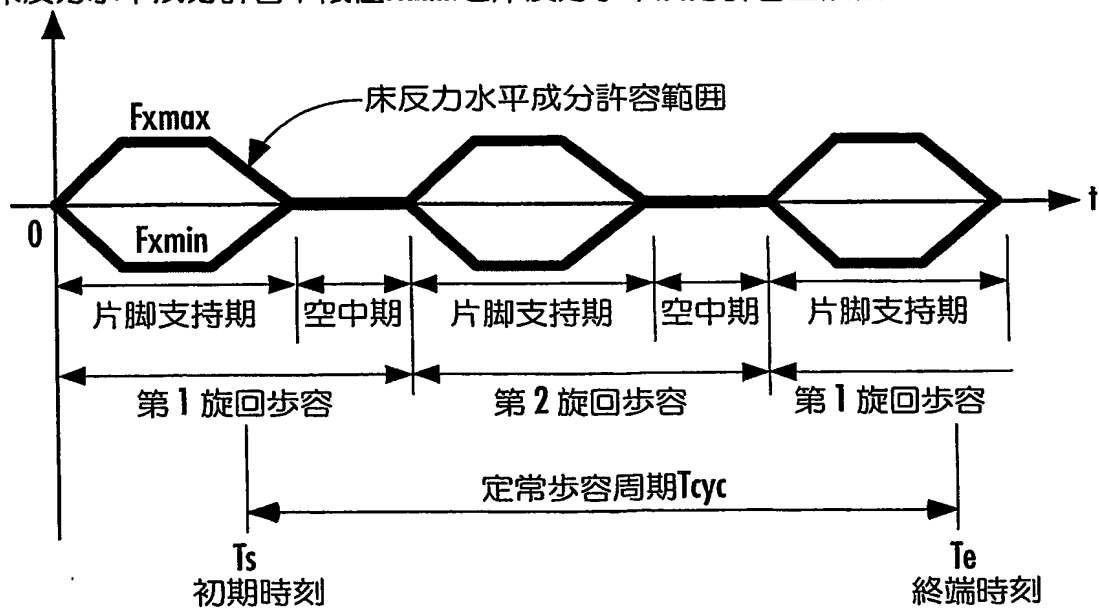 Fxmax
床反力水平成分許容範囲
t
0
Fxmin
片脚支持期 空中期 片脚支持期 空中期 片脚支持期
第1旋回歩容 第2旋回歩容 第1旋回歩容
定常歩容周期Tcyc
Ts Te
初期時刻 終端時刻